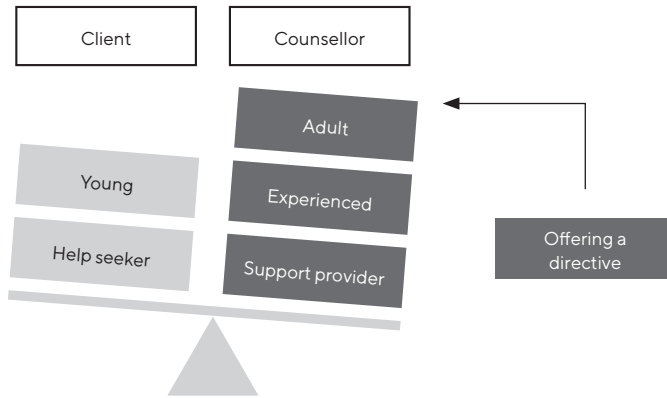 Client
Counsellor
Adult
Young
Experienced
Help seeker
Support provider
Offering a
directive